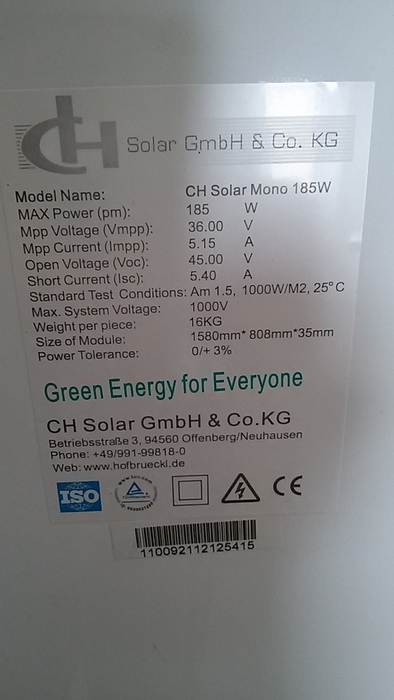 CH Solar GmbH & Co. KG
Model Name: CH Solar Mono 185W
MAX Power (pm): 185 W
Mpp Voltage (Vmpp): 36.00 V
Mpp Current (Impp): 5.15 A
Open Voltage (Voc): 45.00 V
Short Current (Isc): 5.40 A
Standard Test Conditions: Am 1.5, 1000W/M2, 25°C
Max. System Voltage: 1000V
Weight per piece: 16KG
Size of Module: 1580mm* 808mm*35mm
Power Tolerance: 0/+ 3%
Green Energy for Everyone
CH Solar GmbH & Co.KG
Betriebsstraße 3, 94560 Offenberg/Neuhausen
Phone: +49/991-99818-0
Web: www.hofbrueckl.de
ISO CE
110092112125415